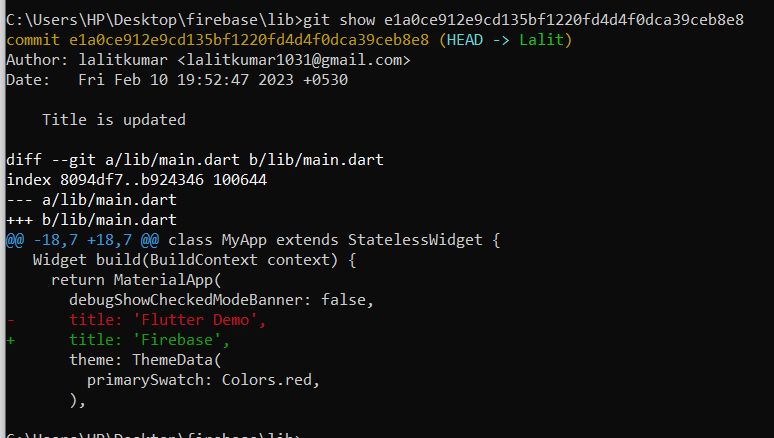 C:\Users\HP\Desktop\firebase\lib>git show e1a0ce912e9cd135bf1220fd4d4f0dca39ceb8e8
commit e1a0ce912e9cd135bf1220fd4d4f0dca39ceb8e8 (HEAD -> Lalit)
Author: lalitkumar <lalitkumar1031@gmail.com>
Date:   Fri Feb 10 19:52:47 2023 +0530
    Title is updated
diff --git a/lib/main.dart b/lib/main.dart
index 8094df7..b924346 100644
--- a/lib/main.dart
+++ b/lib/main.dart
@@ -18,7 +18,7 @@ class MyApp extends StatelessWidget {
   Widget build(BuildContext context) {
     return MaterialApp(
       debugShowCheckedModeBanner: false,
-      title: 'Flutter Demo',
+      title: 'Firebase',
       theme: ThemeData(
         primarySwatch: Colors.red,
       ),
C:\Users\HP\Desktop\firebase\lib>